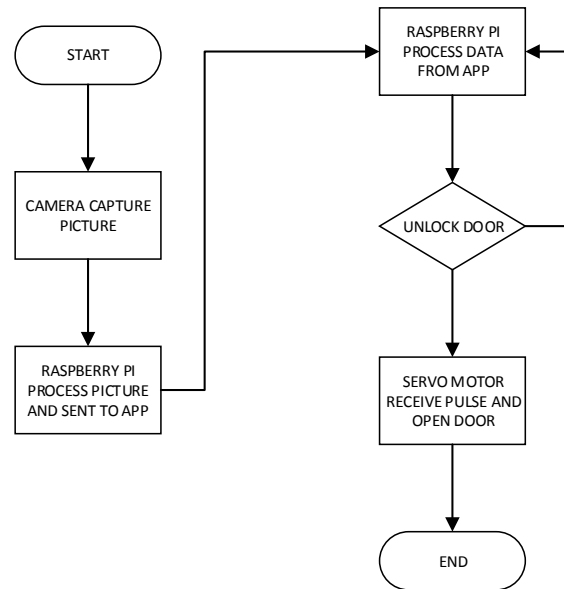 START
CAMERA CAPTURE
PICTURE
RASPBERRY PI
PROCESS PICTURE
AND SENT TO APP
RASPBERRY PI
PROCESS DATA
FROM APP
UNLOCK DOOR
SERVO MOTOR
RECEIVE PULSE AND
OPEN DOOR
END